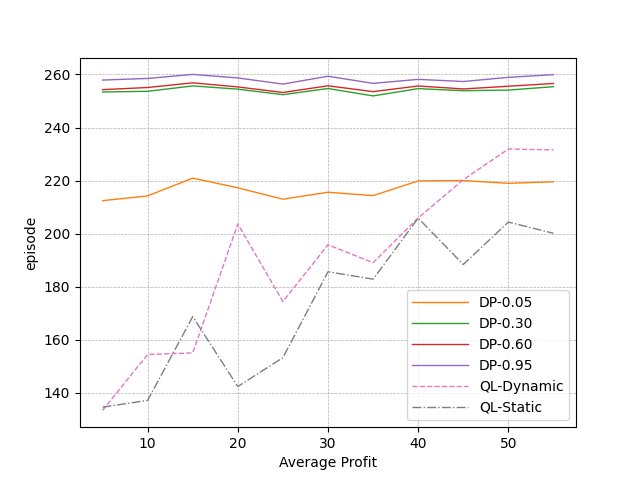 260
240
220
200
180
160
140
episode
10 20 30 40 50
Average Profit
DP-0.05
DP-0.30
DP-0.60
DP-0.95
QL-Dynamic
QL-Static